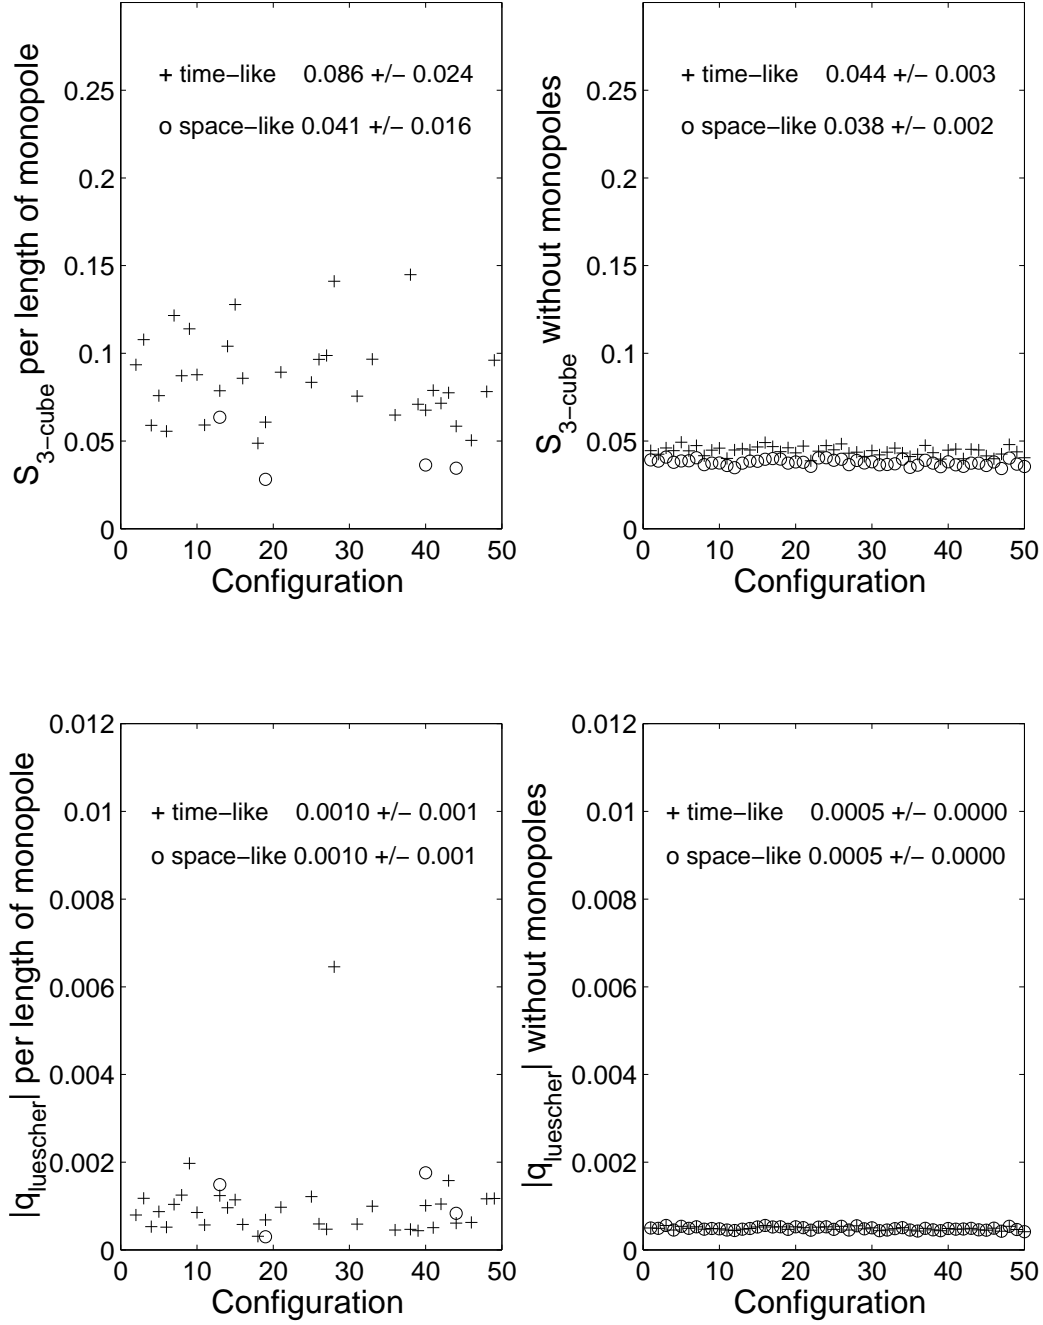 S3−cube per length of monopole
+ time−like 0.086 +/− 0.024
o space−like 0.041 +/− 0.016
0.25
0.2
0.15
0.1
0.05
0
0 10 20 30 40 50
Configuration
S3−cube without monopoles
+ time−like 0.044 +/− 0.003
o space−like 0.038 +/− 0.002
0.25
0.2
0.15
0.1
0.05
0
0 10 20 30 40 50
Configuration
|qluescher| per length of monopole
0.012
+ time−like 0.0010 +/− 0.001
o space−like 0.0010 +/− 0.001
0.01
0.008
0.006
0.004
0.002
0
0 10 20 30 40 50
Configuration
|qluescher| without monopoles
0.012
+ time−like 0.0005 +/− 0.0000
o space−like 0.0005 +/− 0.0000
0.01
0.008
0.006
0.004
0.002
0
0 10 20 30 40 50
Configuration